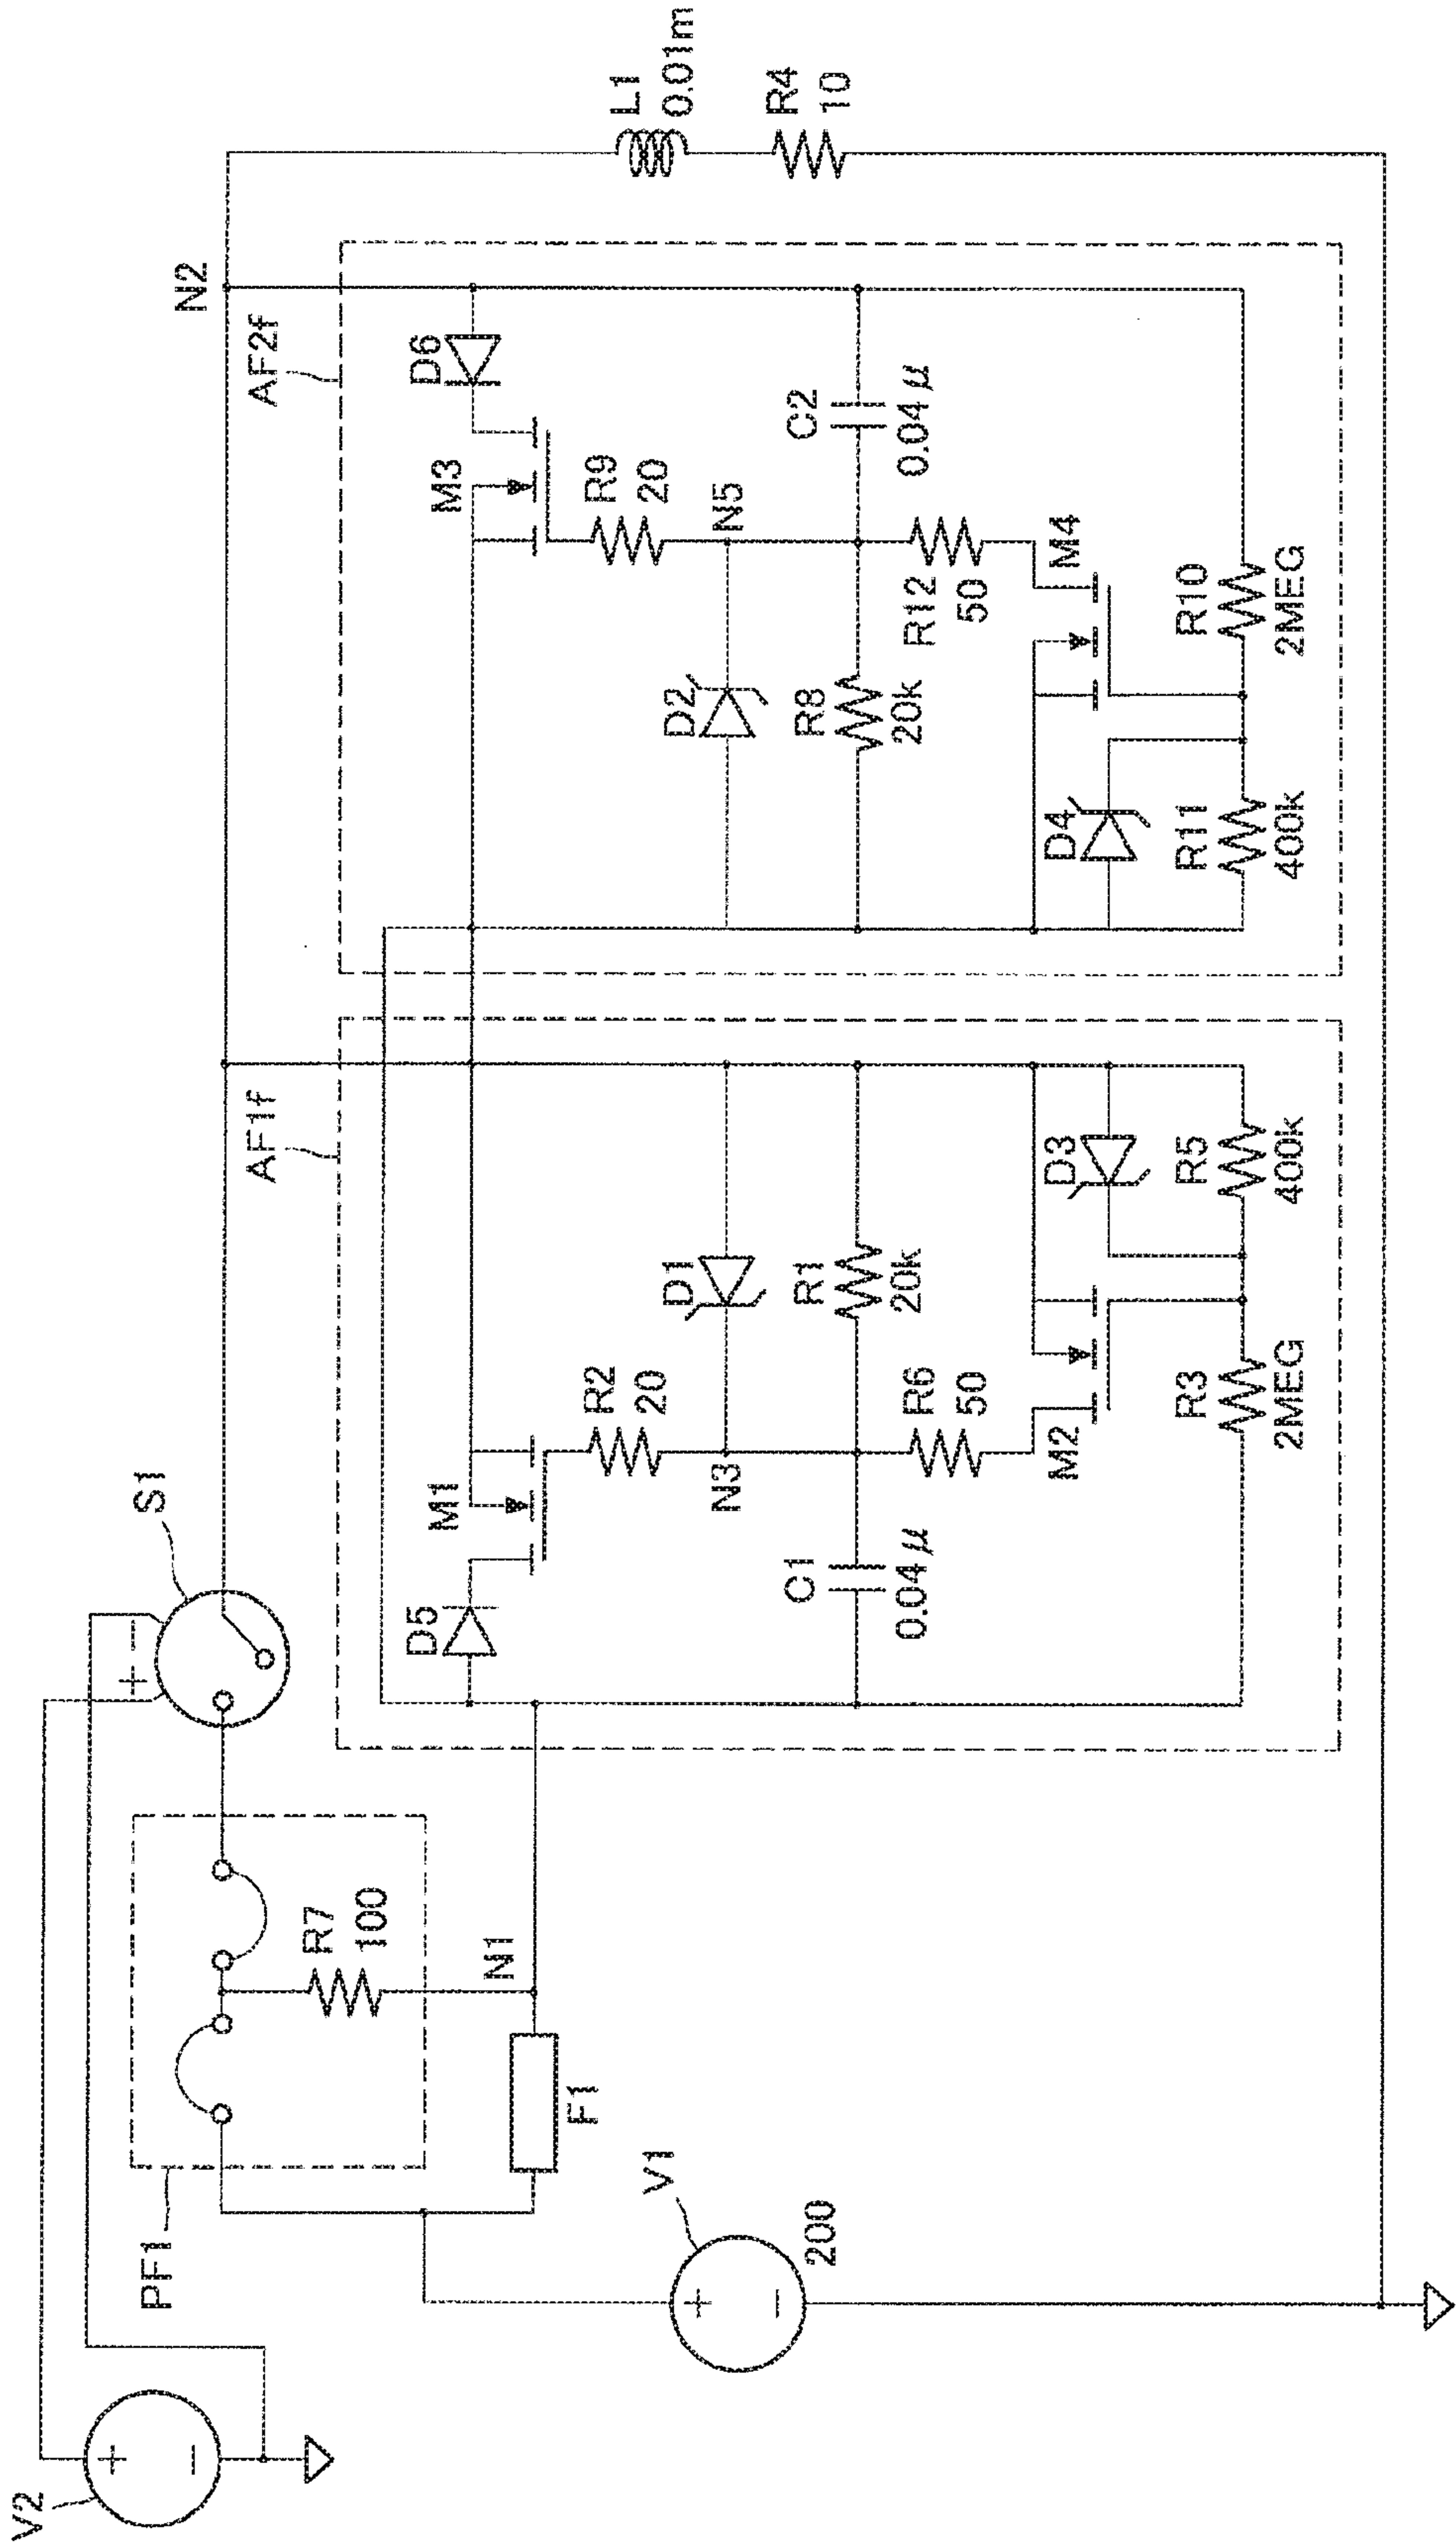 V2
+
−
PF1
S1
+ −
R7
100
N1
F1
V1
+
−
200
AF1f
D5
M1
R2
20
N3
D1
C1
0.04μ
R1
20k
R6
50
M2
D3
R3
2MEG
R5
400k
N2
AF2f
D6
M3
R9
20
N5
D2
C2
0.04μ
R8
20k
R12
50
M4
D4
R11
400k
R10
2MEG
L1
0.01m
R4
10